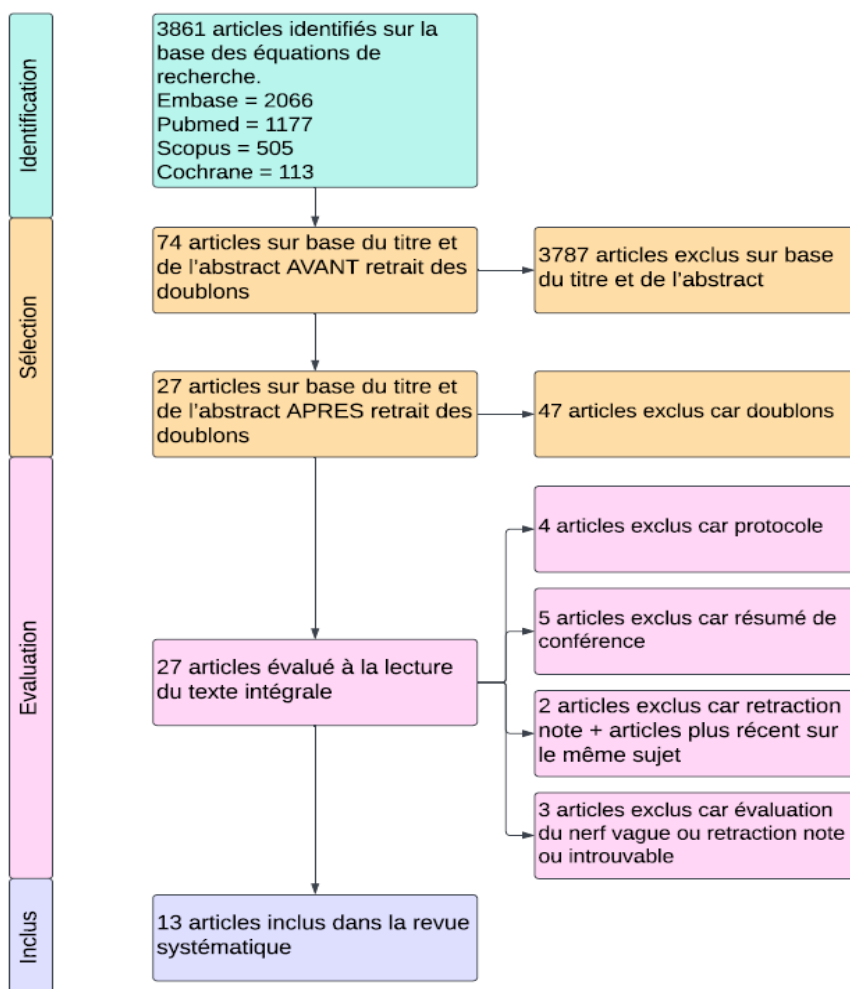 Identification
3861 articles identifiés sur la
base des équations de
recherche.
Embase = 2066
Pubmed = 1177
Scopus = 505
Cochrane = 113
Sélection
74 articles sur base du titre et
de l'abstract AVANT retrait des
doublons
3787 articles exclus sur base
du titre et de l'abstract
27 articles sur base du titre et
de l'abstract APRES retrait des
doublons
47 articles exclus car doublons
Evaluation
4 articles exclus car protocole
5 articles exclus car résumé de
conférence
27 articles évalué à la lecture
du texte intégrale
2 articles exclus car retraction
note + articles plus récent sur
le même sujet
3 articles exclus car évaluation
du nerf vague ou retraction note
ou introuvable
Inclus
13 articles inclus dans la revue
systématique